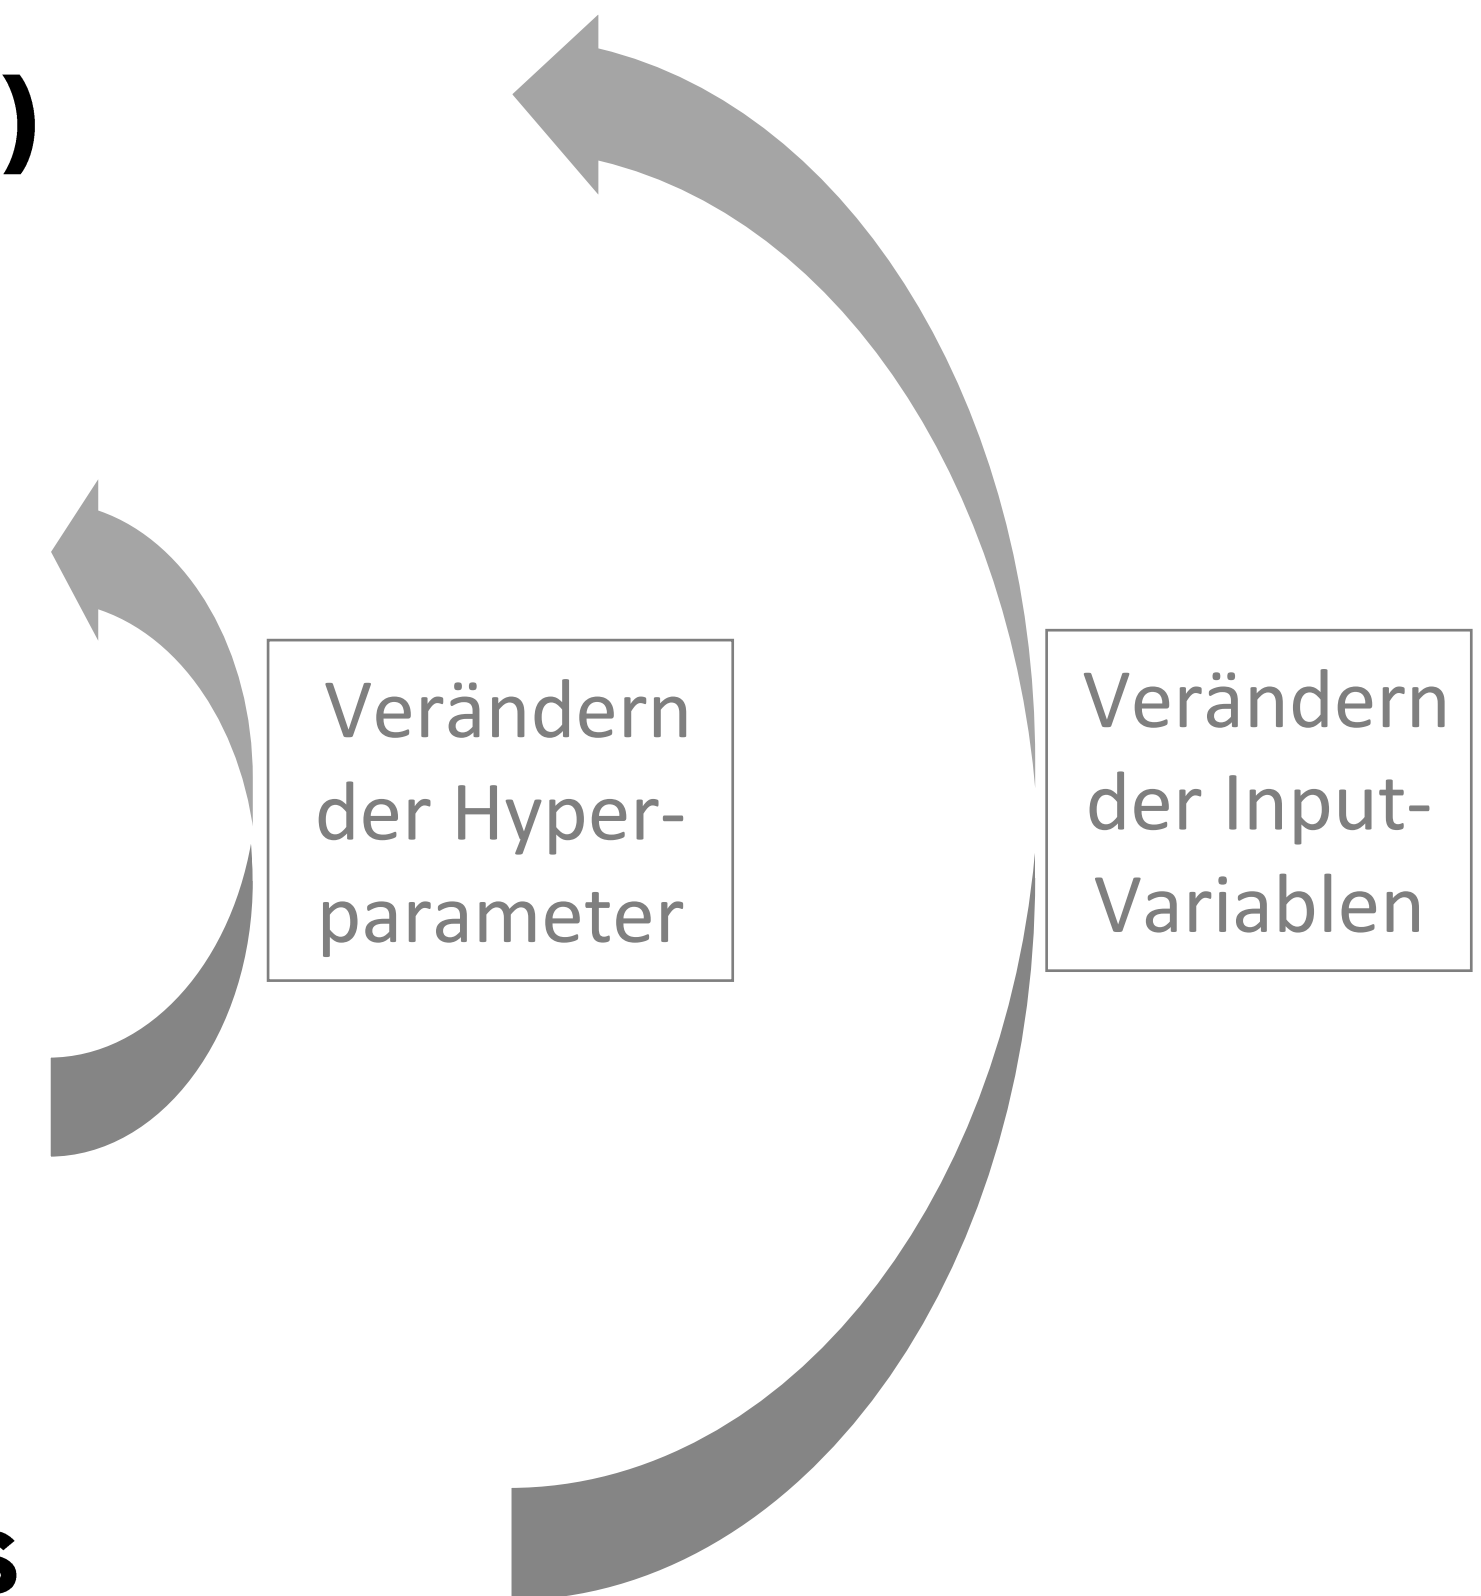 )
Verändern
der Hyper-
parameter
Verändern
der Input-
Variablen
s